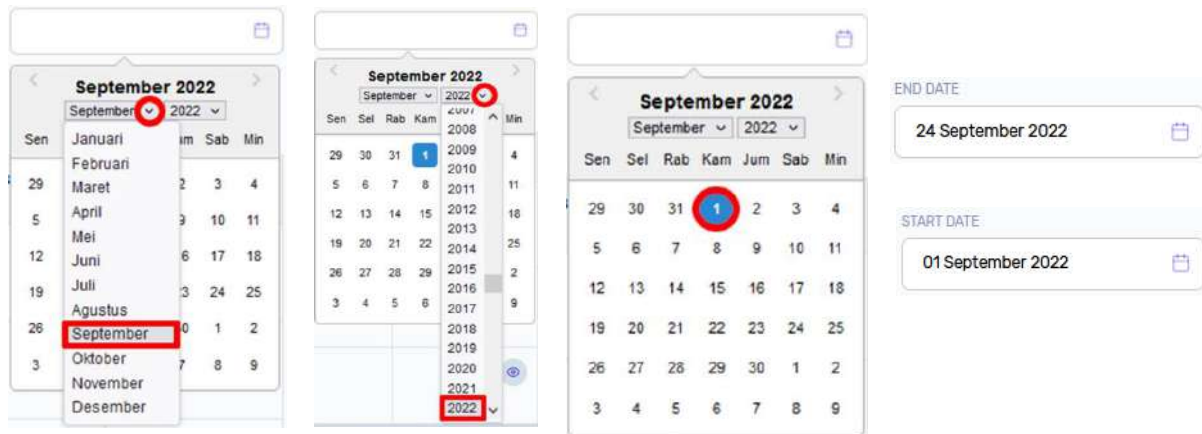 September 2022
September 2022
Sen Jum Sab Min
Januari
Februari
Maret
April
Mei
Juni
Juli
Agustus
September
Oktober
November
Desember
29 2 3 4
5 9 10 11
12 6 17 18
19 3 24 25
26 0 1 2
3 7 8 9
September 2022
September 2022
Sen Sel Rab Kam Min
29 30 31 1 4
5 6 7 8 11
12 13 14 15 18
19 20 21 22 25
26 27 28 29 2
3 4 5 6 9
2007
2008
2009
2010
2011
2012
2013
2014
2015
2016
2017
2018
2019
2020
2021
2022
September 2022
September 2022
Sen Sel Rab Kam Jum Sab Min
29 30 31 1 2 3 4
5 6 7 8 9 10 11
12 13 14 15 16 17 18
19 20 21 22 23 24 25
26 27 28 29 30 1 2
3 4 5 6 7 8 9
END DATE
24 September 2022
START DATE
01 September 2022